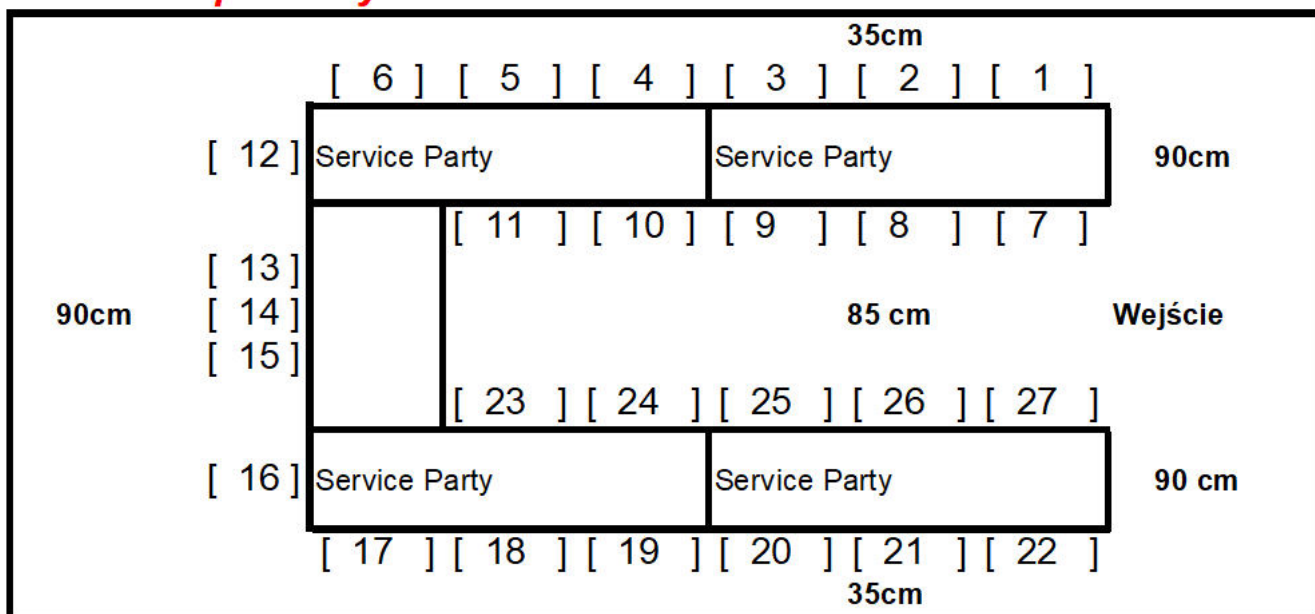 35cm
[ 6 ] [ 5 ] [ 4 ] [ 3 ] [ 2 ] [ 1 ]
[ 12 ] Service Party Service Party 90cm
[ 11 ] [ 10 ] [ 9 ] [ 8 ] [ 7 ]
[ 13 ]
90cm [ 14 ] 85 cm Wejście
[ 15 ]
[ 23 ] [ 24 ] [ 25 ] [ 26 ] [ 27 ]
[ 16 ] Service Party Service Party 90 cm
[ 17 ] [ 18 ] [ 19 ] [ 20 ] [ 21 ] [ 22 ]
35cm